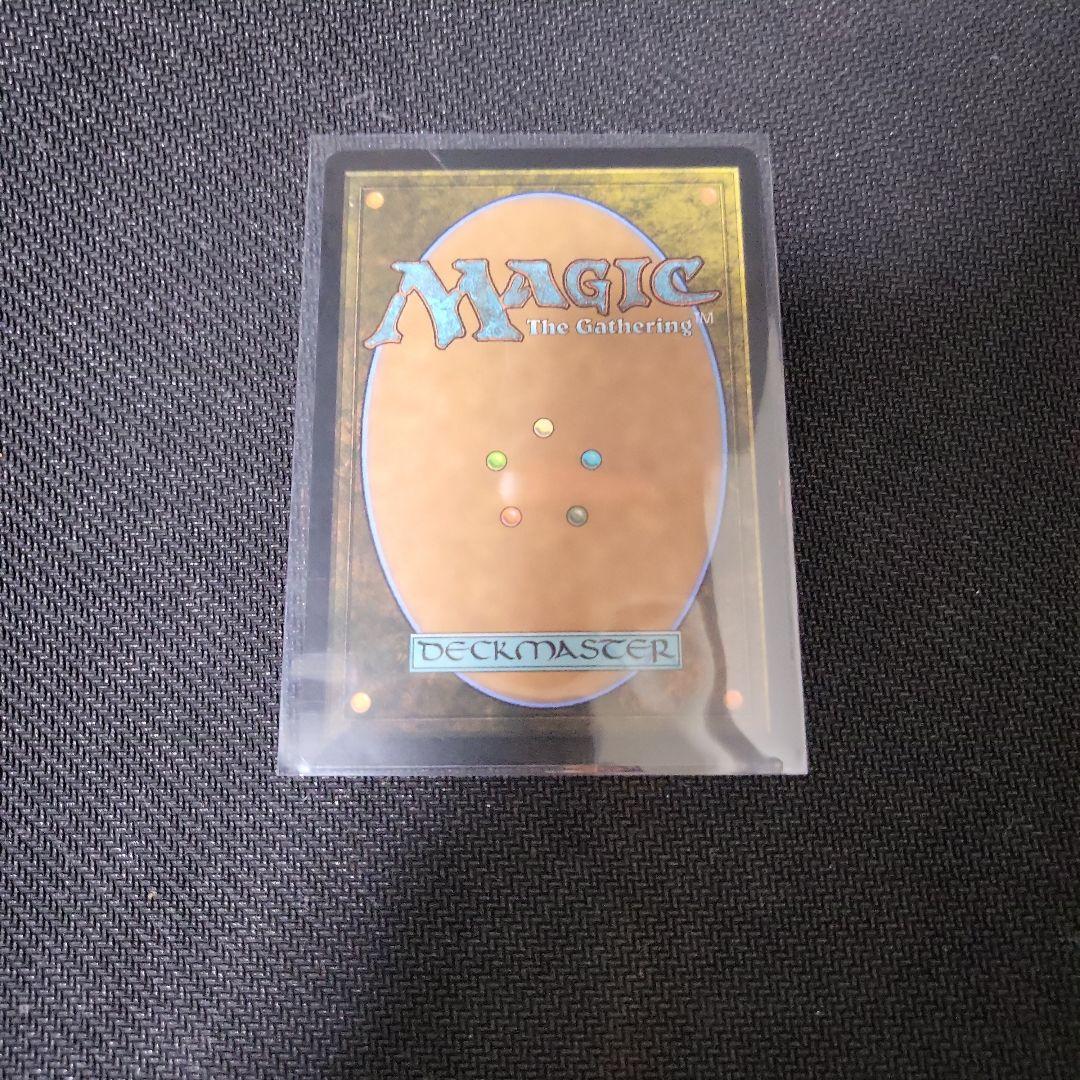 MAGIC
The Gathering™
DECKMASTER